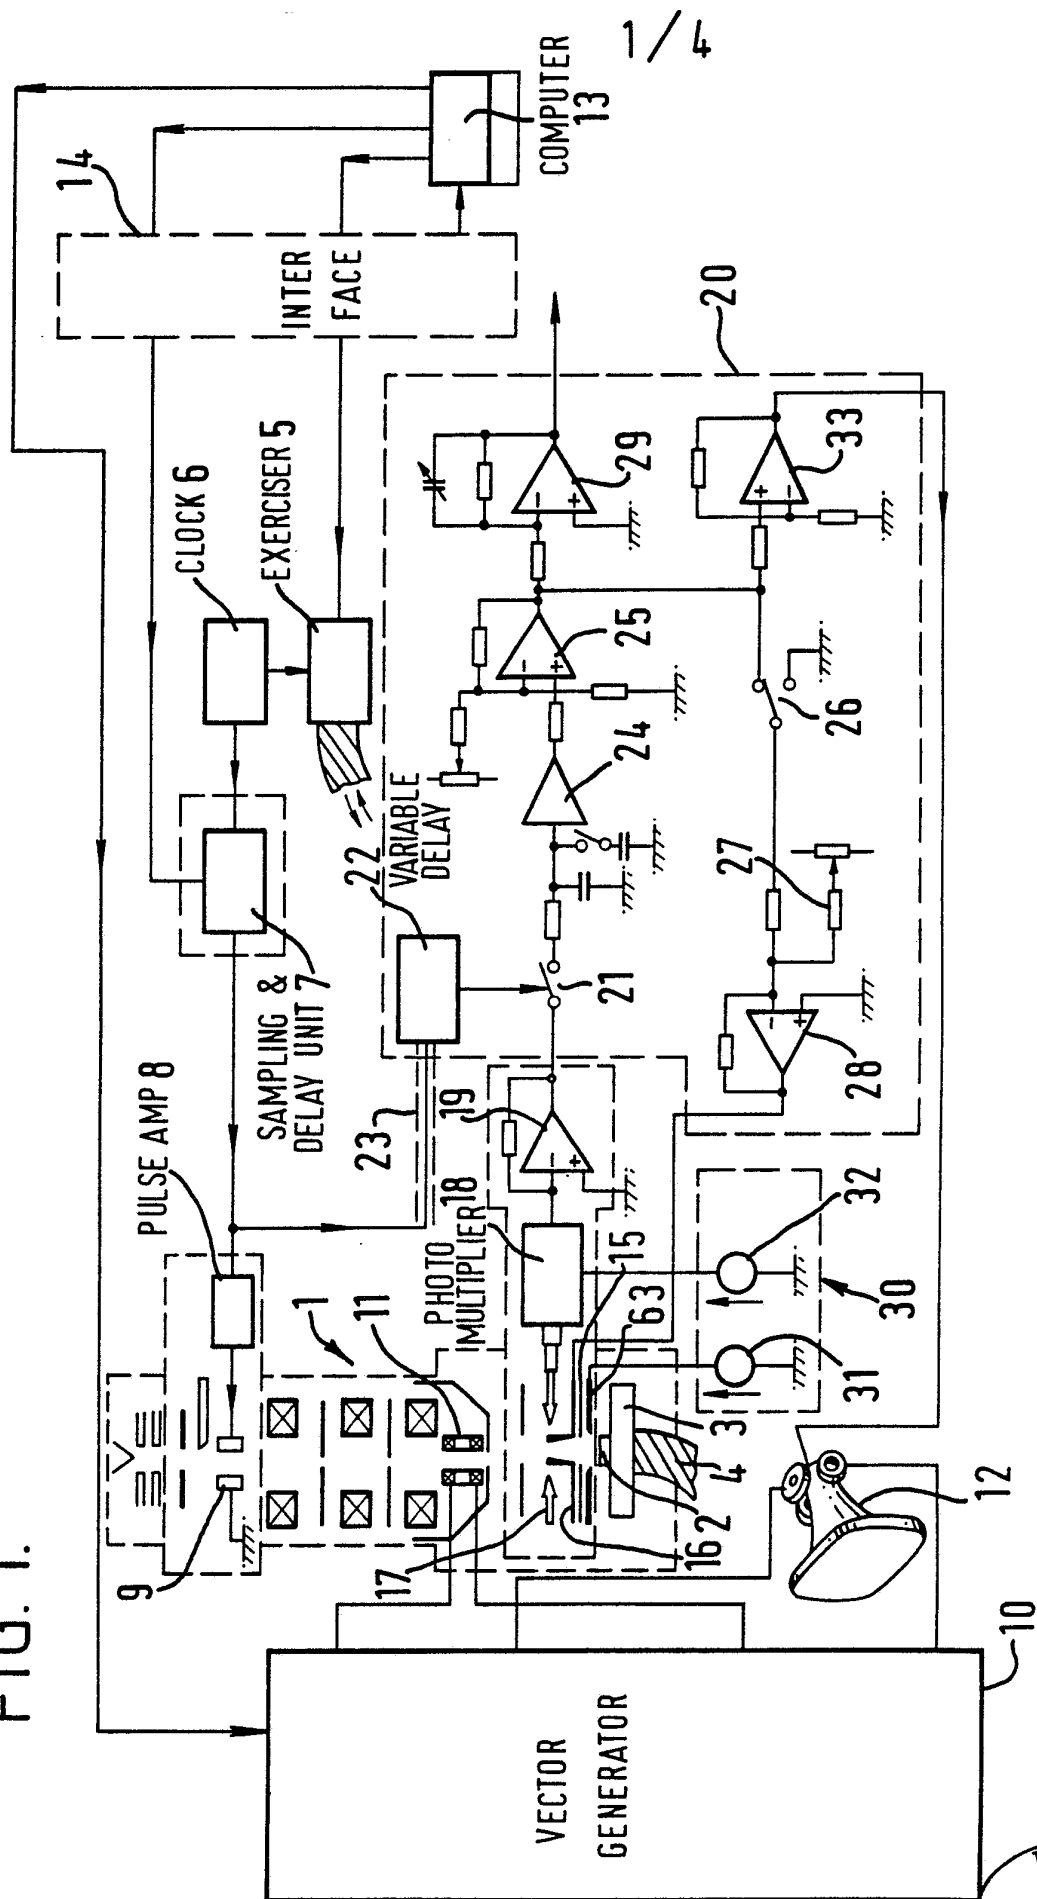 1/4
FIG. 1.
COMPUTER
13
14
INTER
FACE
CLOCK 6
EXERCISER 5
20
VARIABLE
DELAY
22
SAMPLING &
DELAY UNIT 7
PULSE AMP 8
23
PHOTO
MULTIPLIER 18
19
21
24
25
29
33
26
27
28
1
11
9
15
63
17
16
2
3
4
30
31
32
12
10
VECTOR
GENERATOR
−
+
−
+
−
+
+
−
−
+